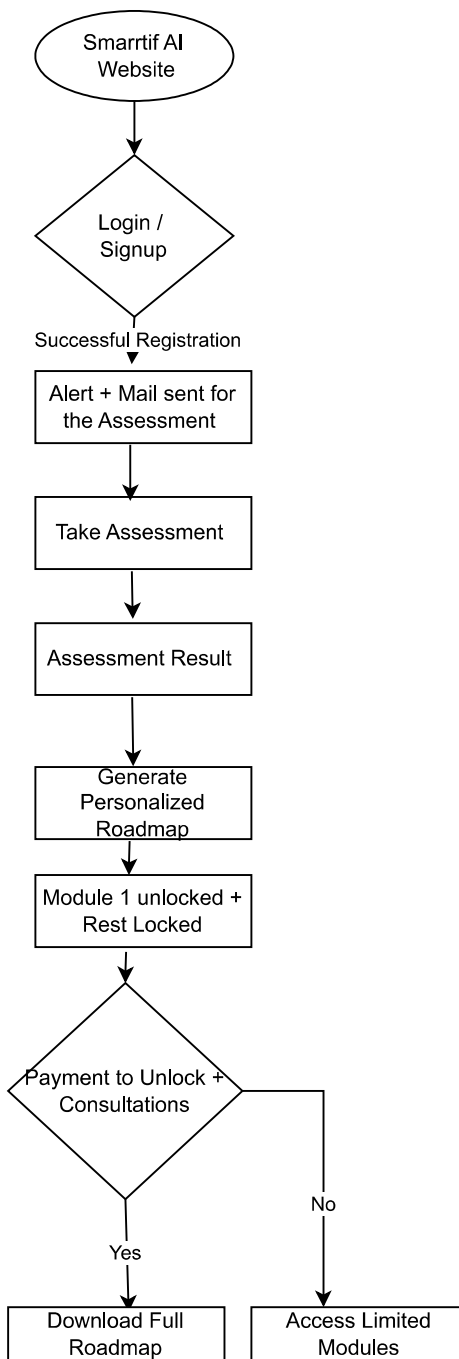 Smarrtif AI
Website
Login /
Signup
Successful Registration
Alert + Mail sent for
the Assessment
Take Assessment
Assessment Result
Generate
Personalized
Roadmap
Module 1 unlocked +
Rest Locked
Payment to Unlock +
Consultations
No
Yes
Download Full
Roadmap
Access Limited
Modules